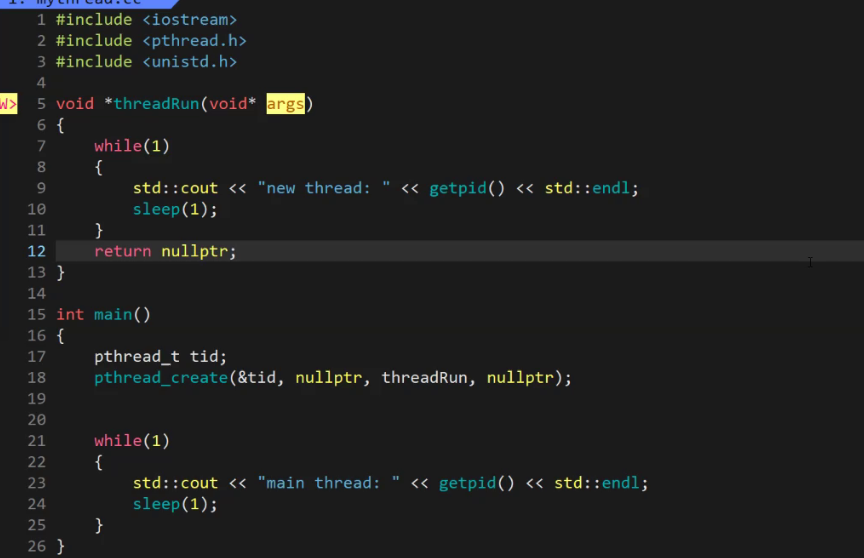 1: mythread.cc
1 #include <iostream>
2 #include <pthread.h>
3 #include <unistd.h>
4
W> 5 void *threadRun(void* args)
6 {
7     while(1)
8     {
9         std::cout << "new thread: " << getpid() << std::endl;
10         sleep(1);
11     }
12     return nullptr;
13 }
14
15 int main()
16 {
17     pthread_t tid;
18     pthread_create(&tid, nullptr, threadRun, nullptr);
19
20
21     while(1)
22     {
23         std::cout << "main thread: " << getpid() << std::endl;
24         sleep(1);
25     }
26 }